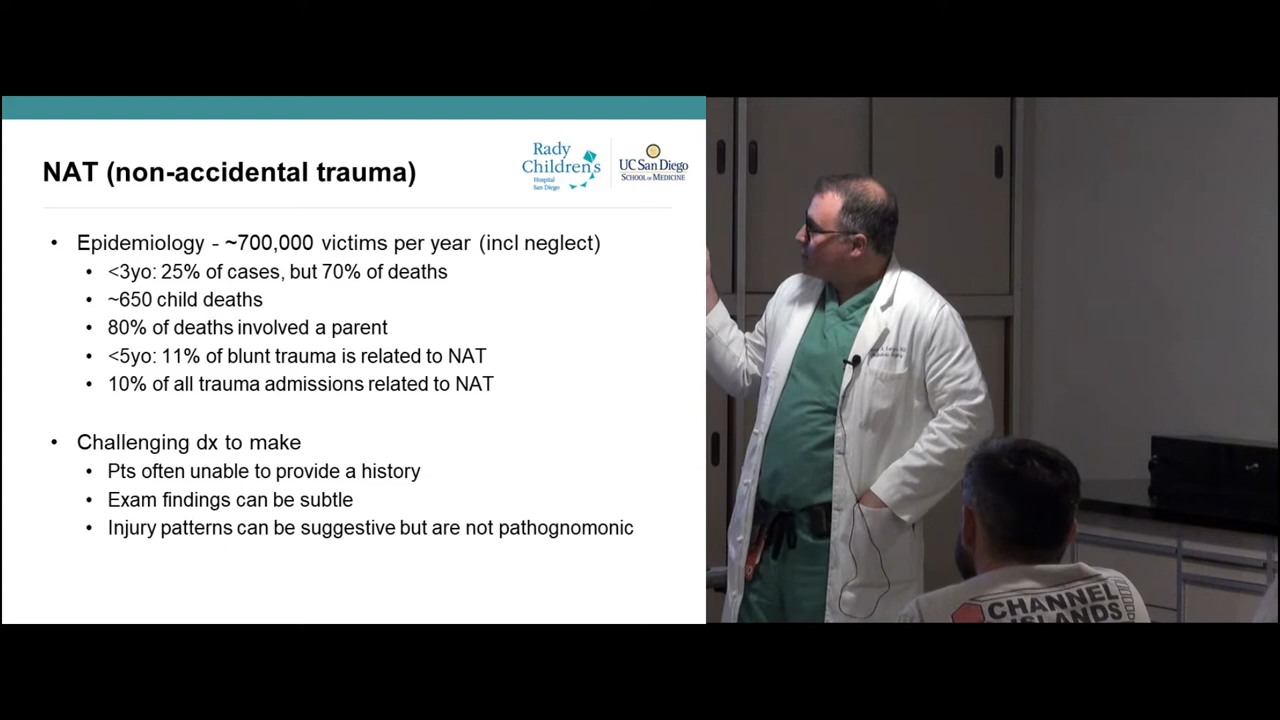 NAT (non-accidental trauma)
Rady
Children's
Hospital
San Diego
UC San Diego
SCHOOL OF MEDICINE
• Epidemiology - ~700,000 victims per year (incl neglect)
• <3yo: 25% of cases, but 70% of deaths
• ~650 child deaths
• 80% of deaths involved a parent
• <5yo: 11% of blunt trauma is related to NAT
• 10% of all trauma admissions related to NAT
• Challenging dx to make
• Pts often unable to provide a history
• Exam findings can be subtle
• Injury patterns can be suggestive but are not pathognomonic
CHANNEL
ISLANDS